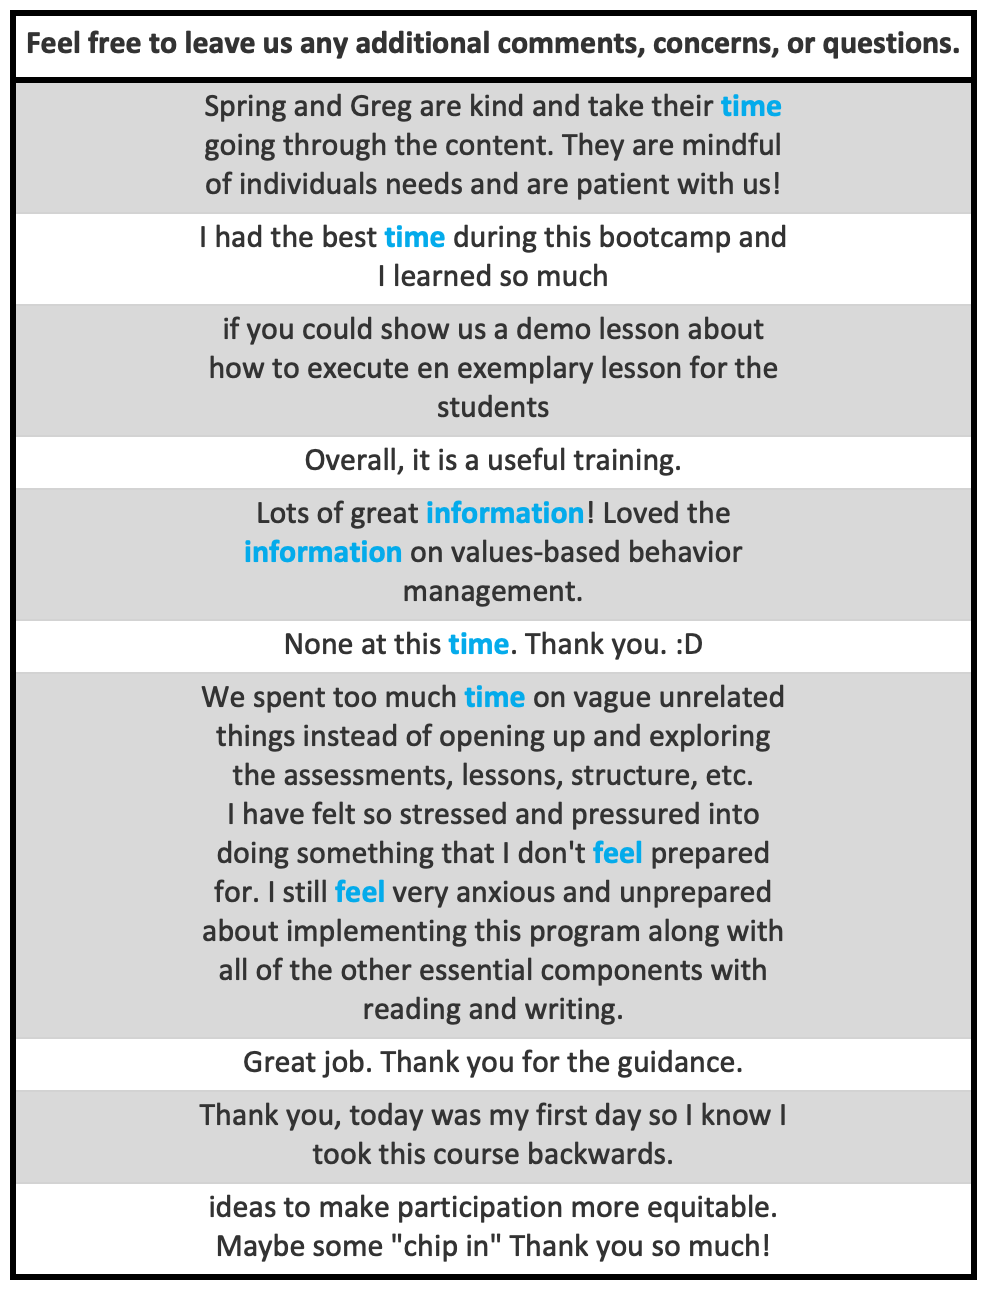 Feel free to leave us any additional comments, concerns, or questions.
Spring and Greg are kind and take their time
going through the content. They are mindful
of individuals needs and are patient with us!
I had the best time during this bootcamp and
I learned so much
if you could show us a demo lesson about
how to execute en exemplary lesson for the
students
Overall, it is a useful training.
Lots of great information! Loved the
information on values-based behavior
management.
None at this time. Thank you. :D
We spent too much time on vague unrelated
things instead of opening up and exploring
the assessments, lessons, structure, etc.
I have felt so stressed and pressured into
doing something that I don't feel prepared
for. I still feel very anxious and unprepared
about implementing this program along with
all of the other essential components with
reading and writing.
Great job. Thank you for the guidance.
Thank you, today was my first day so I know I
took this course backwards.
ideas to make participation more equitable.
Maybe some "chip in" Thank you so much!